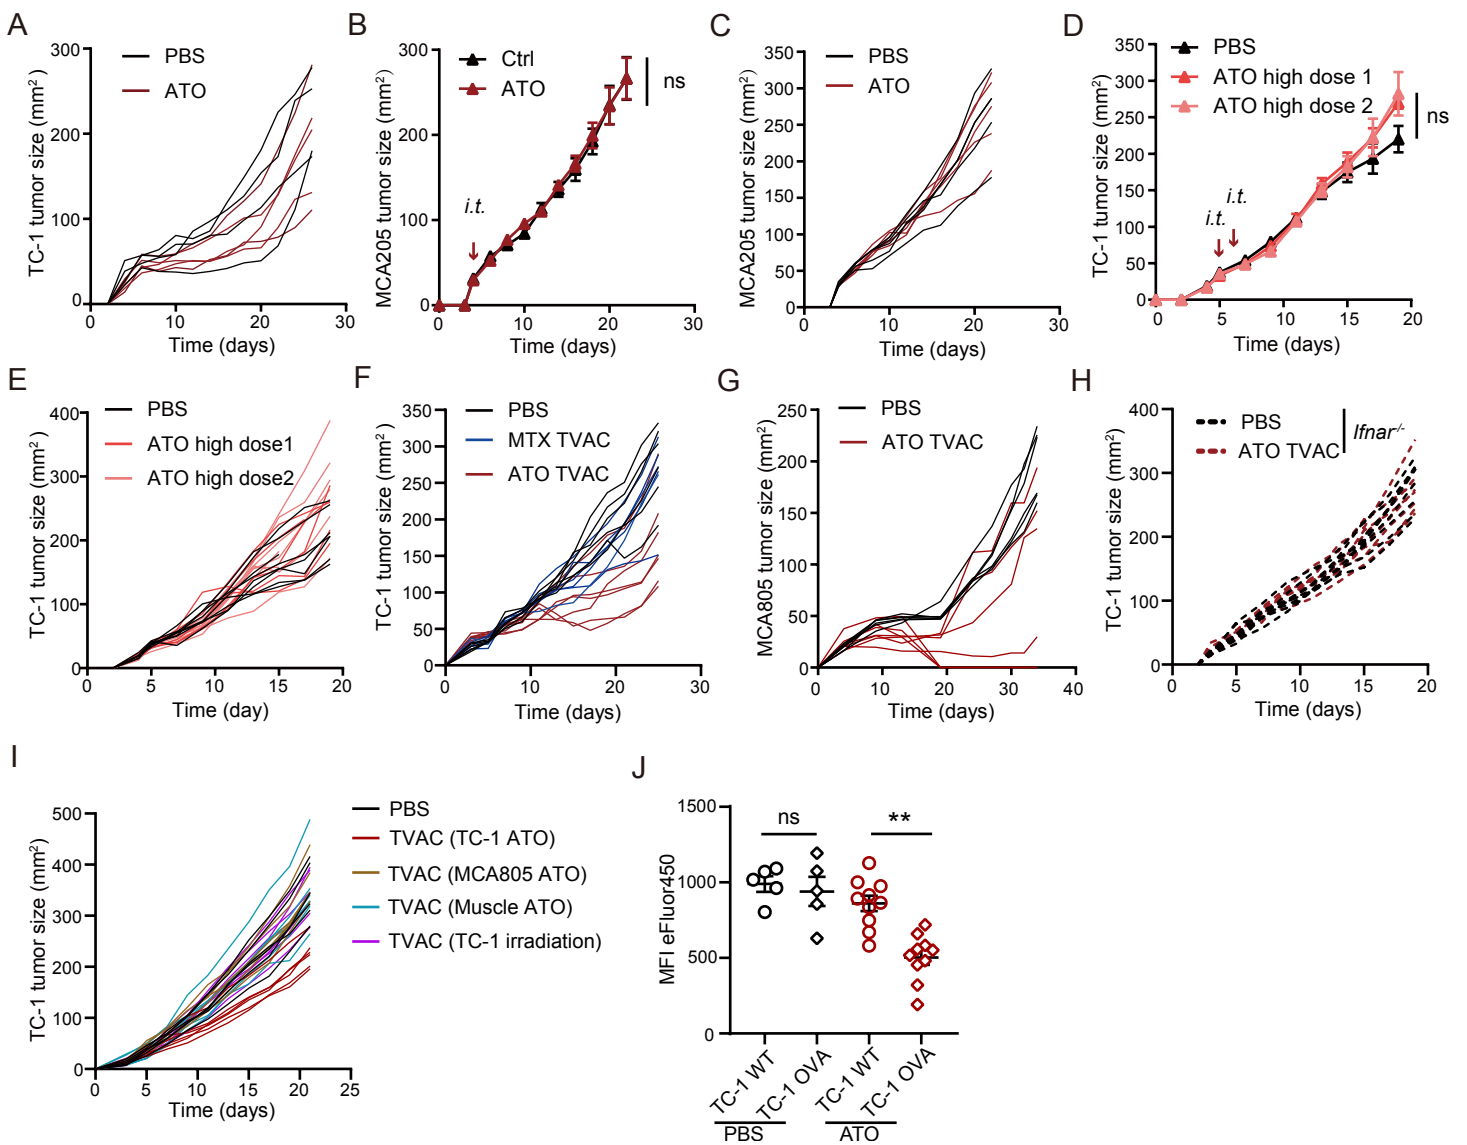 A
TC-1 tumor size (mm²)
300
200
100
0
PBS
ATO
0 10 20 30
Time (days)
B
MCA205 tumor size (mm²)
300
200
100
0
Ctrl
ATO
ns
i.t.
0 10 20 30
Time (days)
C
MCA205 tumor size (mm²)
350
300
250
200
150
100
50
0
PBS
ATO
0 10 20 30
Time (days)
D
TC-1 tumor size (mm²)
350
300
250
200
150
100
50
0
PBS
ATO high dose 1
ATO high dose 2
ns
i.t.
i.t.
0 5 10 15 20
Time (days)
E
TC-1 tumor size (mm²)
400
300
200
100
0
PBS
ATO high dose1
ATO high dose2
0 5 10 15 20
Time (day)
F
TC-1 tumor size (mm²)
350
300
250
200
150
100
50
0
PBS
MTX TVAC
ATO TVAC
0 10 20 30
Time (days)
G
MCA805 tumor size (mm²)
250
200
150
100
50
0
PBS
ATO TVAC
0 10 20 30 40
Time (days)
H
TC-1 tumor size (mm²)
400
300
200
100
0
PBS
ATO TVAC
Ifnar-/-
0 5 10 15 20
Time (days)
I
TC-1 tumor size (mm²)
500
400
300
200
100
0
PBS
TVAC (TC-1 ATO)
TVAC (MCA805 ATO)
TVAC (Muscle ATO)
TVAC (TC-1 irradiation)
0 5 10 15 20 25
Time (days)
J
MFI eFluor450
1500
1000
500
0
ns
**
TC-1 WT
TC-1 OVA
TC-1 WT
TC-1 OVA
PBS ATO